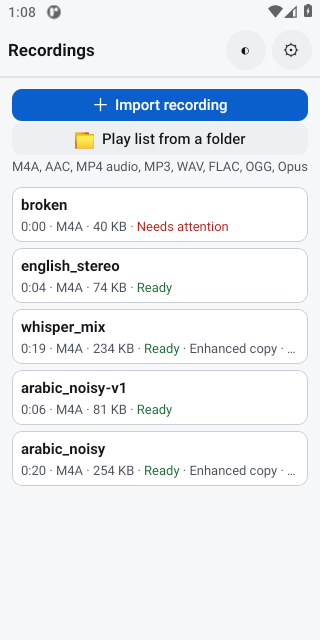 1:08
Recordings
Import recording
Play list from a folder
M4A, AAC, MP4 audio, MP3, WAV, FLAC, OGG, Opus
broken
0:00 · M4A · 40 KB · Needs attention
english_stereo
0:04 · M4A · 74 KB · Ready
whisper_mix
0:19 · M4A · 234 KB · Ready · Enhanced copy · …
arabic_noisy-v1
0:06 · M4A · 81 KB · Ready
arabic_noisy
0:20 · M4A · 254 KB · Ready · Enhanced copy · …